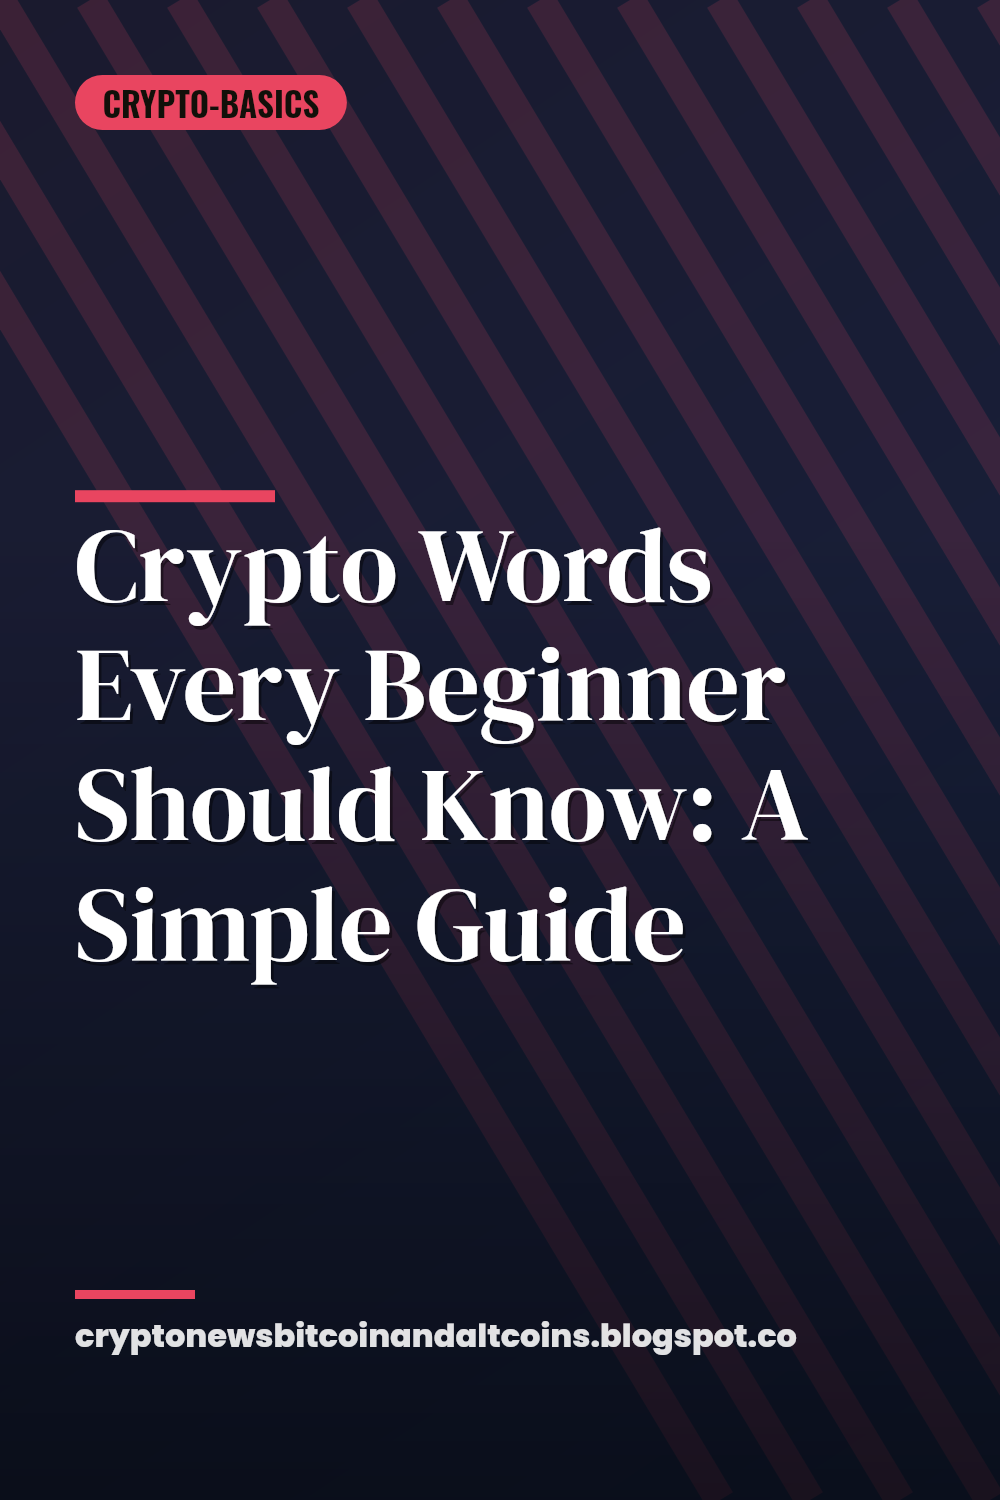 CRYPTO-BASICS
Crypto Words
Every Beginner
Should Know: A
Simple Guide
cryptonewsbitcoinandaltcoins.blogspot.co